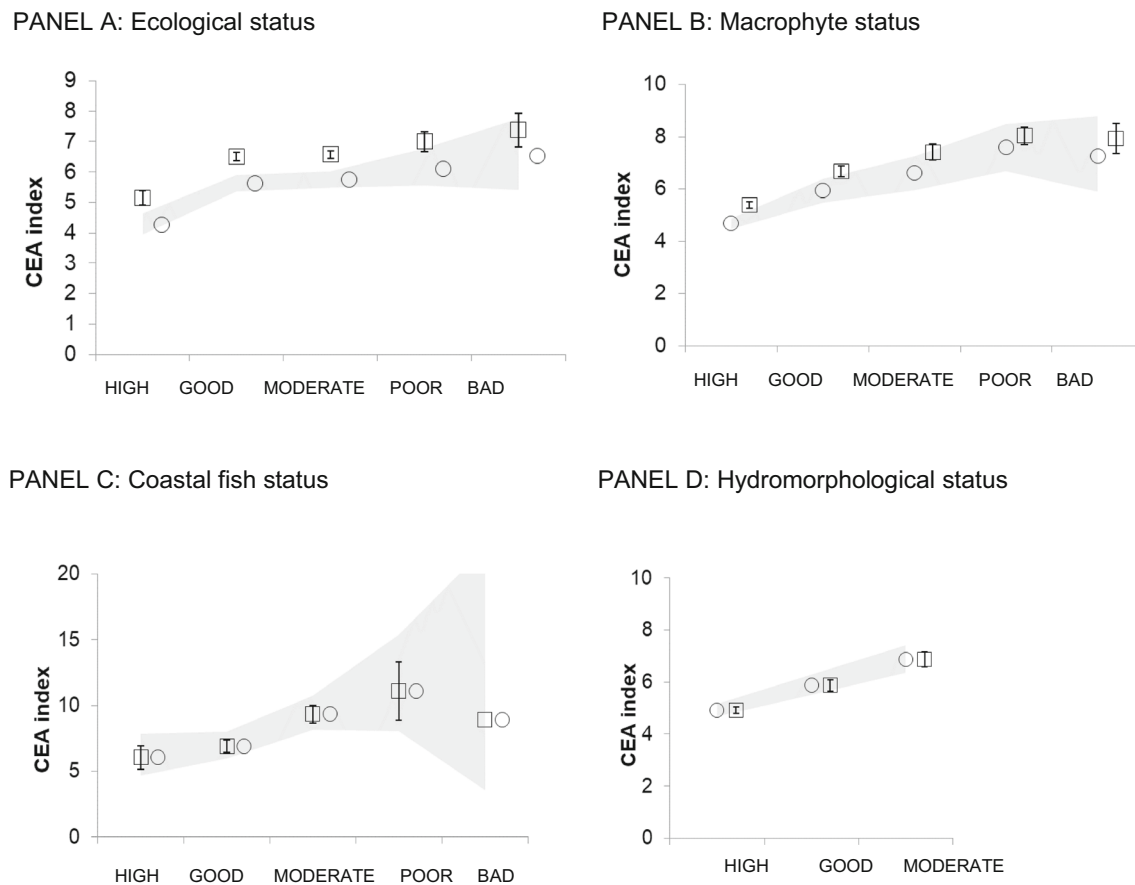 PANEL A: Ecological status
CEA index
9
8
7
6
5
4
3
2
1
0
HIGH GOOD MODERATE POOR BAD
PANEL B: Macrophyte status
CEA index
10
8
6
4
2
0
HIGH GOOD MODERATE POOR BAD
PANEL C: Coastal fish status
CEA index
20
15
10
5
0
HIGH GOOD MODERATE POOR BAD
PANEL D: Hydromorphological status
CEA index
10
8
6
4
2
0
HIGH GOOD MODERATE